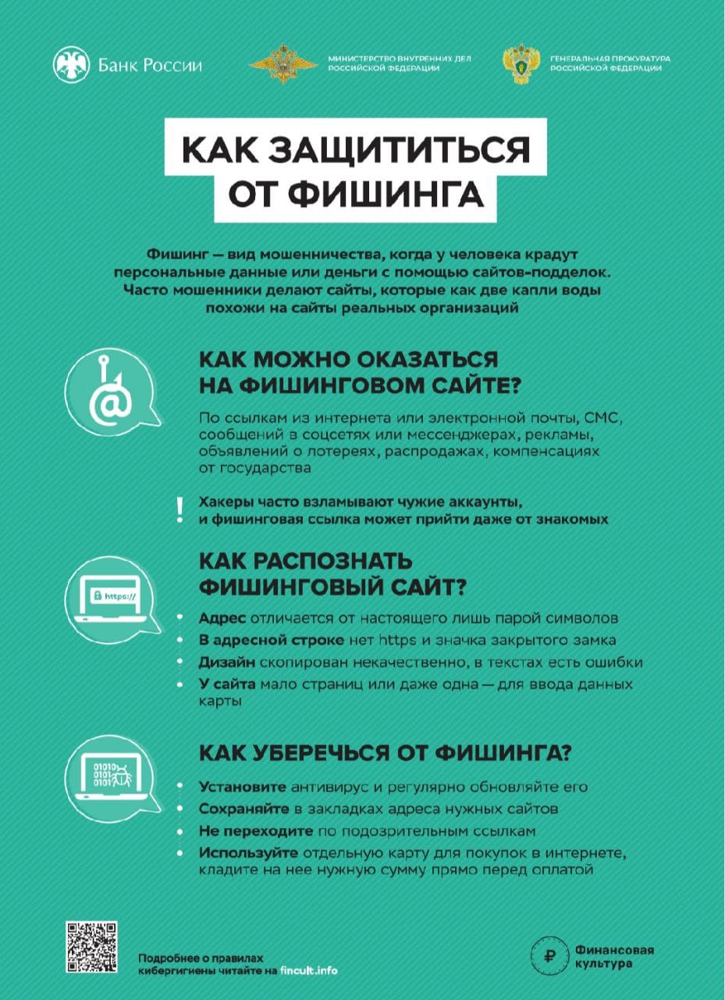 Банк России
МИНИСТЕРСТВО ВНУТРЕННИХ ДЕЛ
РОССИЙСКОЙ ФЕДЕРАЦИИ
ГЕНЕРАЛЬНАЯ ПРОКУРАТУРА
РОССИЙСКОЙ ФЕДЕРАЦИИ
КАК ЗАЩИТИТЬСЯ
ОТ ФИШИНГА
Фишинг — вид мошенничества, когда у человека крадут
персональные данные или деньги с помощью сайтов-подделок.
Часто мошенники делают сайты, которые как две капли воды
похожи на сайты реальных организаций
@
КАК МОЖНО ОКАЗАТЬСЯ
НА ФИШИНГОВОМ САЙТЕ?
По ссылкам из интернета или электронной почты, СМС,
сообщений в соцсетях или мессенджерах, рекламы,
объявлений о лотереях, распродажах, компенсациях
от государства
! Хакеры часто взламывают чужие аккаунты,
и фишинговая ссылка может прийти даже от знакомых
https://
КАК РАСПОЗНАТЬ
ФИШИНГОВЫЙ САЙТ?
• Адрес отличается от настоящего лишь парой символов
• В адресной строке нет https и значка закрытого замка
• Дизайн скопирован некачественно, в текстах есть ошибки
• У сайта мало страниц или даже одна — для ввода данных
карты
01010
0101
0101
КАК УБЕРЕЧЬСЯ ОТ ФИШИНГА?
• Установите антивирус и регулярно обновляйте его
• Сохраняйте в закладках адреса нужных сайтов
• Не переходите по подозрительным ссылкам
• Используйте отдельную карту для покупок в интернете,
кладите на нее нужную сумму прямо перед оплатой
Подробнее о правилах
кибергигиены читайте на fincult.info
₽
Финансовая
культура